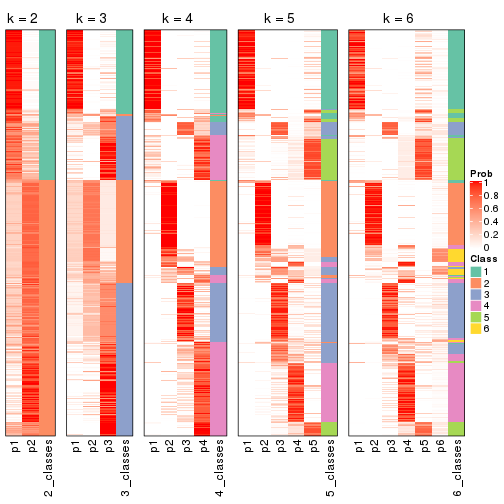 k = 2
k = 3
k = 4
k = 5
k = 6
Prob
1
0.8
0.6
0.4
0.2
0
Class
1
2
3
4
5
6
p1
p2
2_classes
p1
p2
p3
3_classes
p1
p2
p3
p4
4_classes
p1
p2
p3
p4
p5
5_classes
p1
p2
p3
p4
p5
p6
6_classes